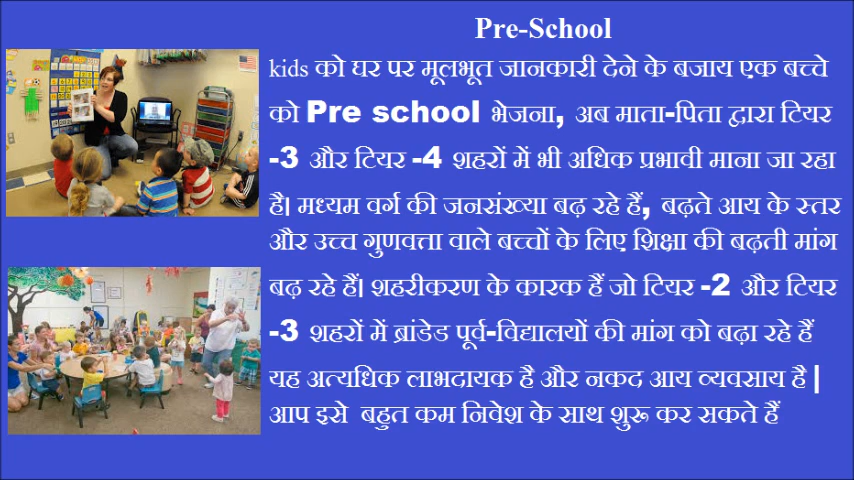 Pre-School
kids को घर पर मूलभूत जानकारी देने के बजाय एक बच्चे
को Pre school भेजना, अब माता-पिता द्वारा टियर
-3 और टियर -4 शहरों में भी अधिक प्रभावी माना जा रहा
है। मध्यम वर्ग की जनसंख्या बढ़ रहे हैं, बढ़ते आय के स्तर
और उच्च गुणवत्ता वाले बच्चों के लिए शिक्षा की बढ़ती मांग
बढ़ रहे हैं। शहरीकरण के कारक हैं जो टियर -2 और टियर
-3 शहरों में ब्रांडेड पूर्व-विद्यालयों की मांग को बढ़ा रहे हैं
यह अत्यधिक लाभदायक है और नकद आय व्यवसाय है |
आप इसे बहुत कम निवेश के साथ शुरू कर सकते हैं